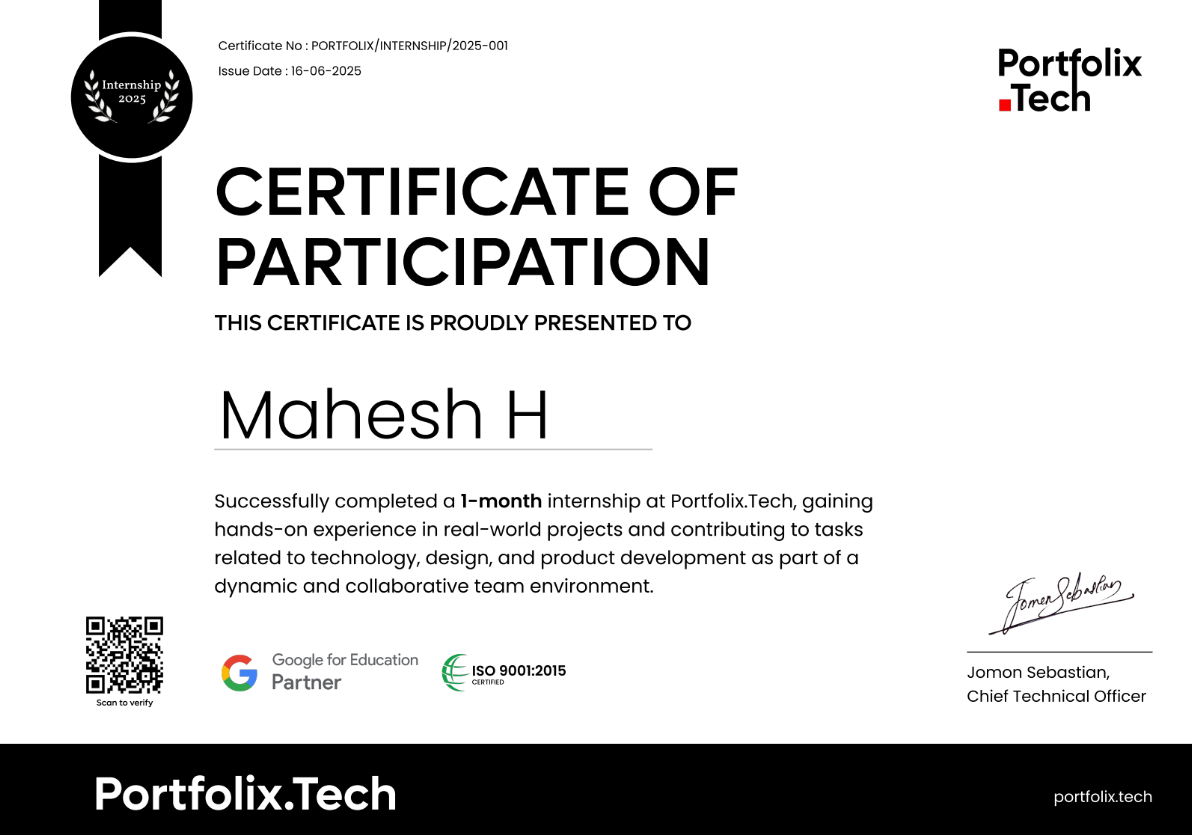 Certificate No : PORTFOLIX/INTERNSHIP/2025-001
Issue Date : 16-06-2025
Internship
2025
Portfolix
.Tech
CERTIFICATE OF
PARTICIPATION
THIS CERTIFICATE IS PROUDLY PRESENTED TO
Mahesh H
Successfully completed a 1-month internship at Portfolix.Tech, gaining
hands-on experience in real-world projects and contributing to tasks
related to technology, design, and product development as part of a
dynamic and collaborative team environment.
Scan to verify
Google for Education
Partner
ISO 9001:2015
CERTIFIED
Jomon Sebastian
Jomon Sebastian,
Chief Technical Officer
Portfolix.Tech
portfolix.tech